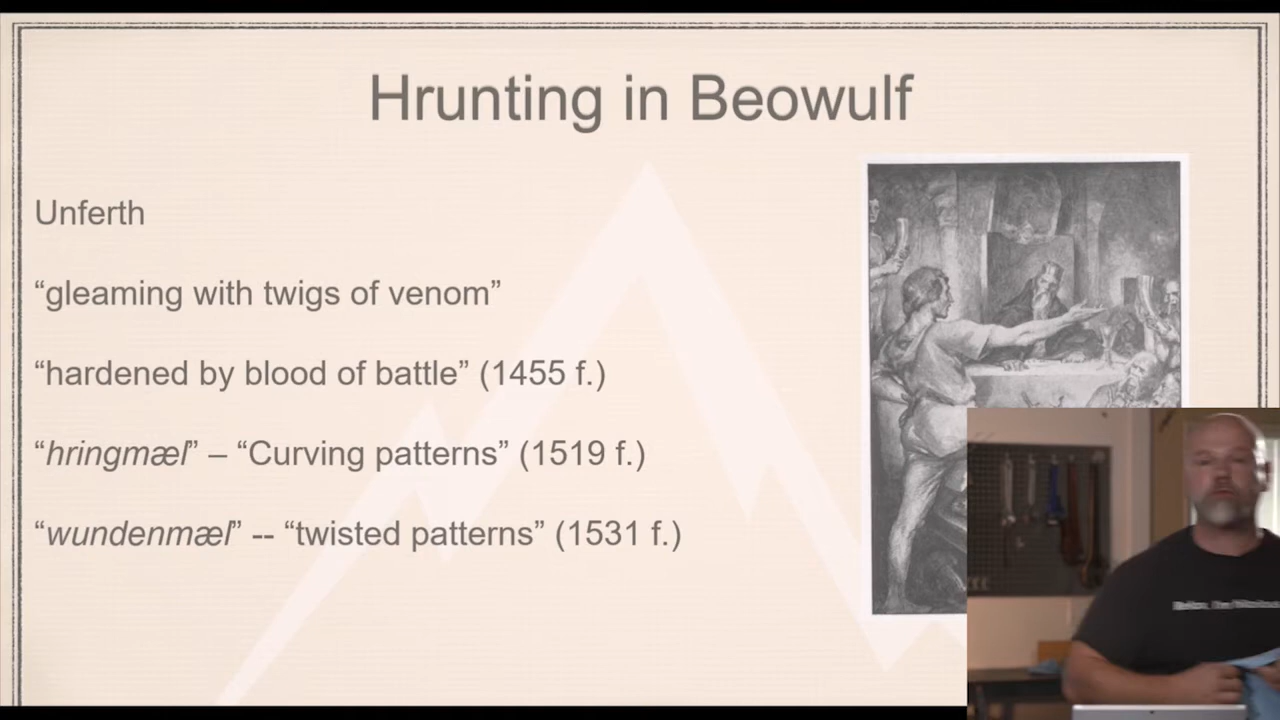 Hrunting in Beowulf
Unferth
“gleaming with twigs of venom”
“hardened by blood of battle” (1455 f.)
“hringmæl” – “Curving patterns” (1519 f.)
“wundenmæl” -- “twisted patterns” (1531 f.)